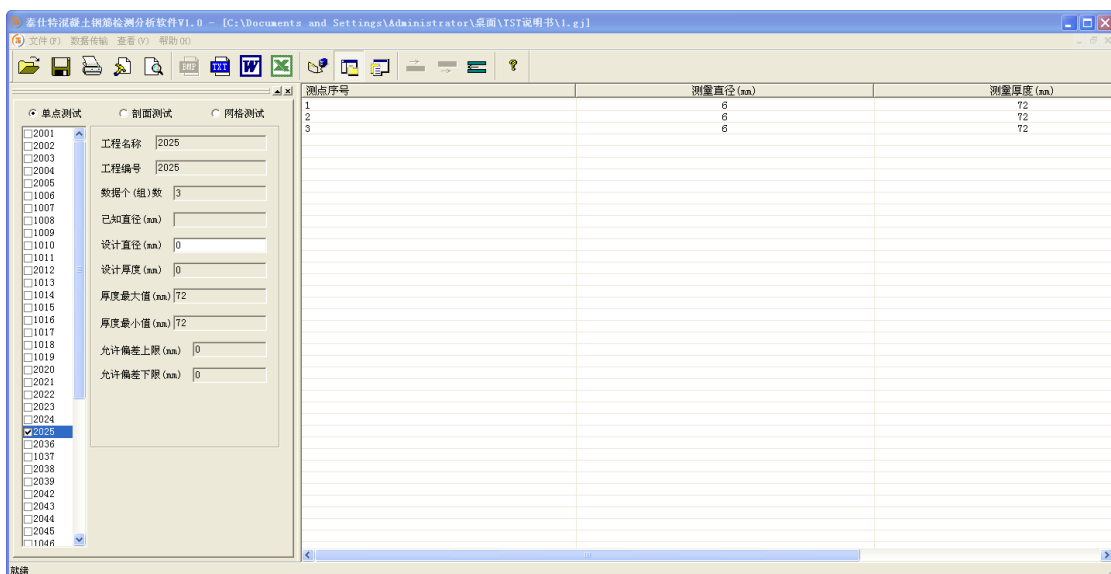 泰仕特混凝土钢筋检测分析软件V1.0 - [C:\Documents and Settings\Administrator\桌面\TST说明书\1.gj]
文件(F) 数据传输 查看(V) 帮助(H)
BMP TXT W
单点测试 剖面测试 网格测试
2001
2002
2003
2004
2005
1006
1007
1008
1009
1010
1011
2012
1013
1014
1015
1016
1017
1018
1019
2020
2021
2022
2023
2024
2025
2036
1037
2038
2039
2042
2043
2044
2045
1046
工程名称 2025
工程编号 2025
数据个(组)数 3
已知直径(mm)
设计直径(mm) 0
设计厚度(mm) 0
厚度最大值(mm) 72
厚度最小值(mm) 72
允许偏差上限(mm) 0
允许偏差下限(mm) 0
测点序号 测量直径(mm) 测量厚度(mm)
1 6 72
2 6 72
3 6 72
就绪